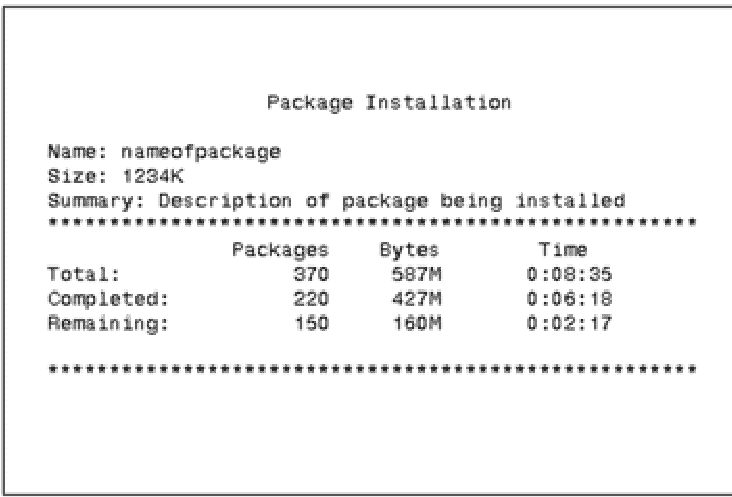 Package Installation
Name: nameofpackage
Size: 1234K
Summary: Description of package being installed
******************************************************
Packages Bytes Time
Total: 370 587M 0:08:35
Completed: 220 427M 0:06:18
Remaining: 150 160M 0:02:17
******************************************************